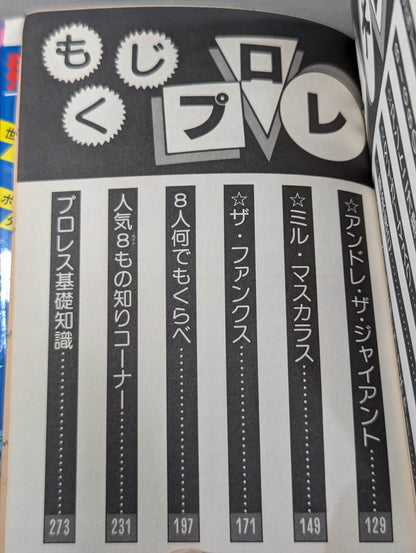 プロレ
もじ
く
☆アンドレ・ザ・ジャイアント……129
☆ミル・マスカラス……149
☆ザ・ファンクス……171
8人何でもくらべ……197
人気8もの知りコーナー……231
プロレス基礎知識……273